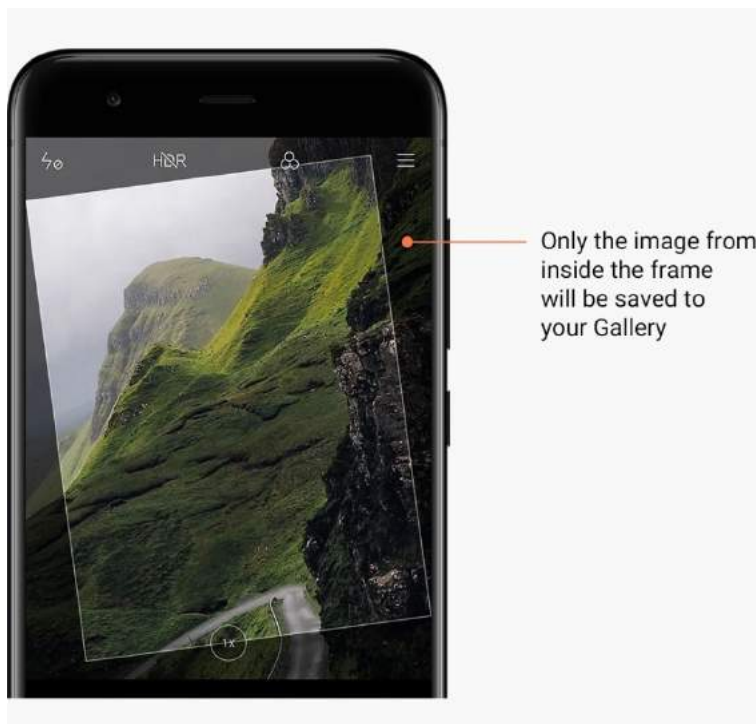 HDR
Only the image from
inside the frame
will be saved to
your Gallery
1x